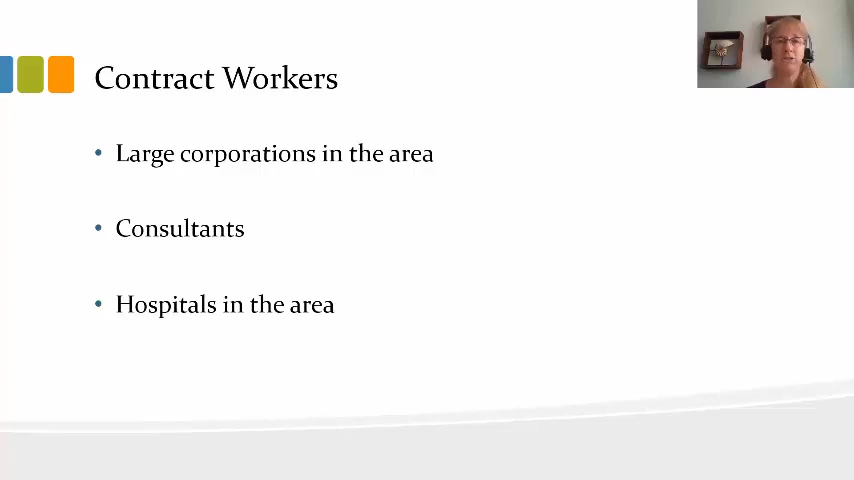 Contract Workers
• Large corporations in the area
• Consultants
• Hospitals in the area